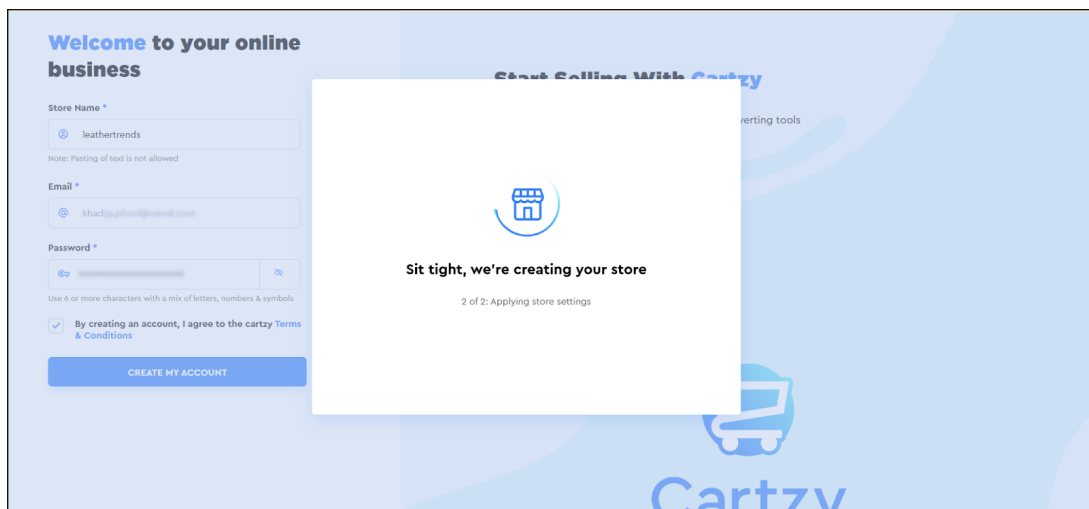 Welcome to your online
business
Store Name *
leathertrends
Note: Pasting of text is not allowed
Email *
khad
Password *
Use 6 or more characters with a mix of letters, numbers & symbols
By creating an account, I agree to the cartzy Terms
& Conditions
CREATE MY ACCOUNT
Start Selling With Cartzy
verting tools
Sit tight, we're creating your store
2 of 2: Applying store settings
Cartzy